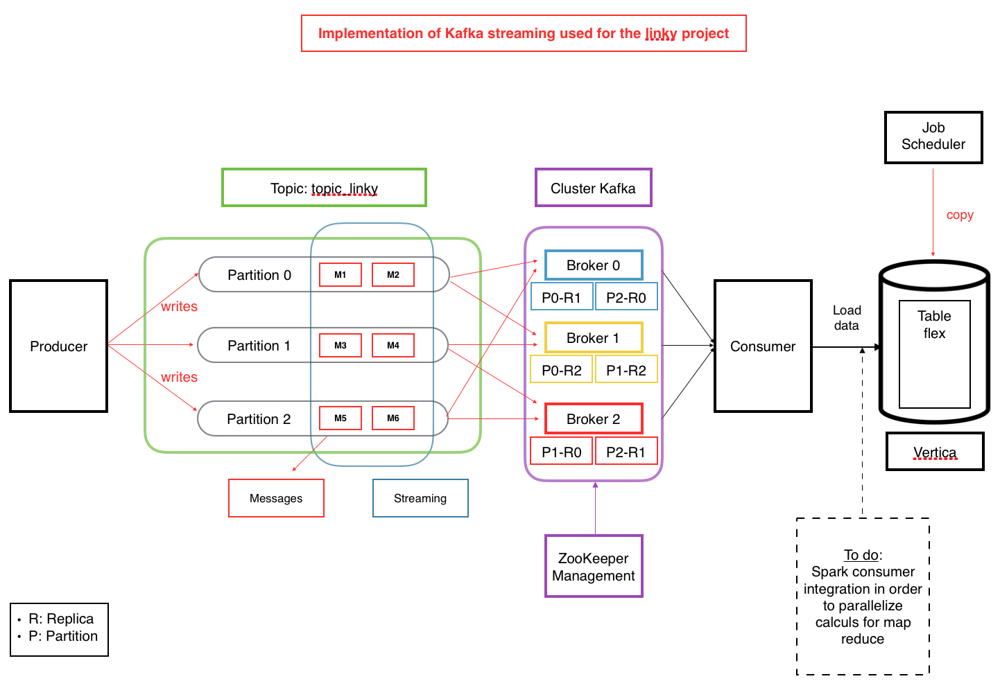 Implementation of Kafka streaming used for the linky project
Job
Scheduler
copy
Topic: topic_linky
Cluster Kafka
Producer
writes
writes
Partition 0
M1
M2
Partition 1
M3
M4
Partition 2
M5
M6
Messages
Streaming
Broker 0
P0-R1
P2-R0
Broker 1
P0-R2
P1-R2
Broker 2
P1-R0
P2-R1
ZooKeeper
Management
Consumer
Load
data
Table
flex
Vertica
To do:
Spark consumer
integration in order
to parallelize
calculs for map
reduce
• R: Replica
• P: Partition